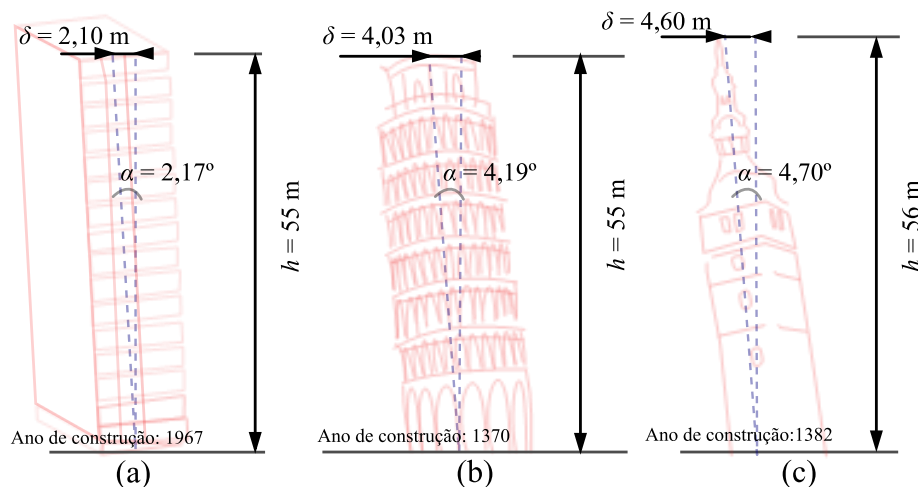 δ = 2,10 m
α = 2,17º
h = 55 m
Ano de construção: 1967
(a)
δ = 4,03 m
α = 4,19º
h = 55 m
Ano de construção: 1370
(b)
δ = 4,60 m
α = 4,70º
h = 56 m
Ano de construção:1382
(c)